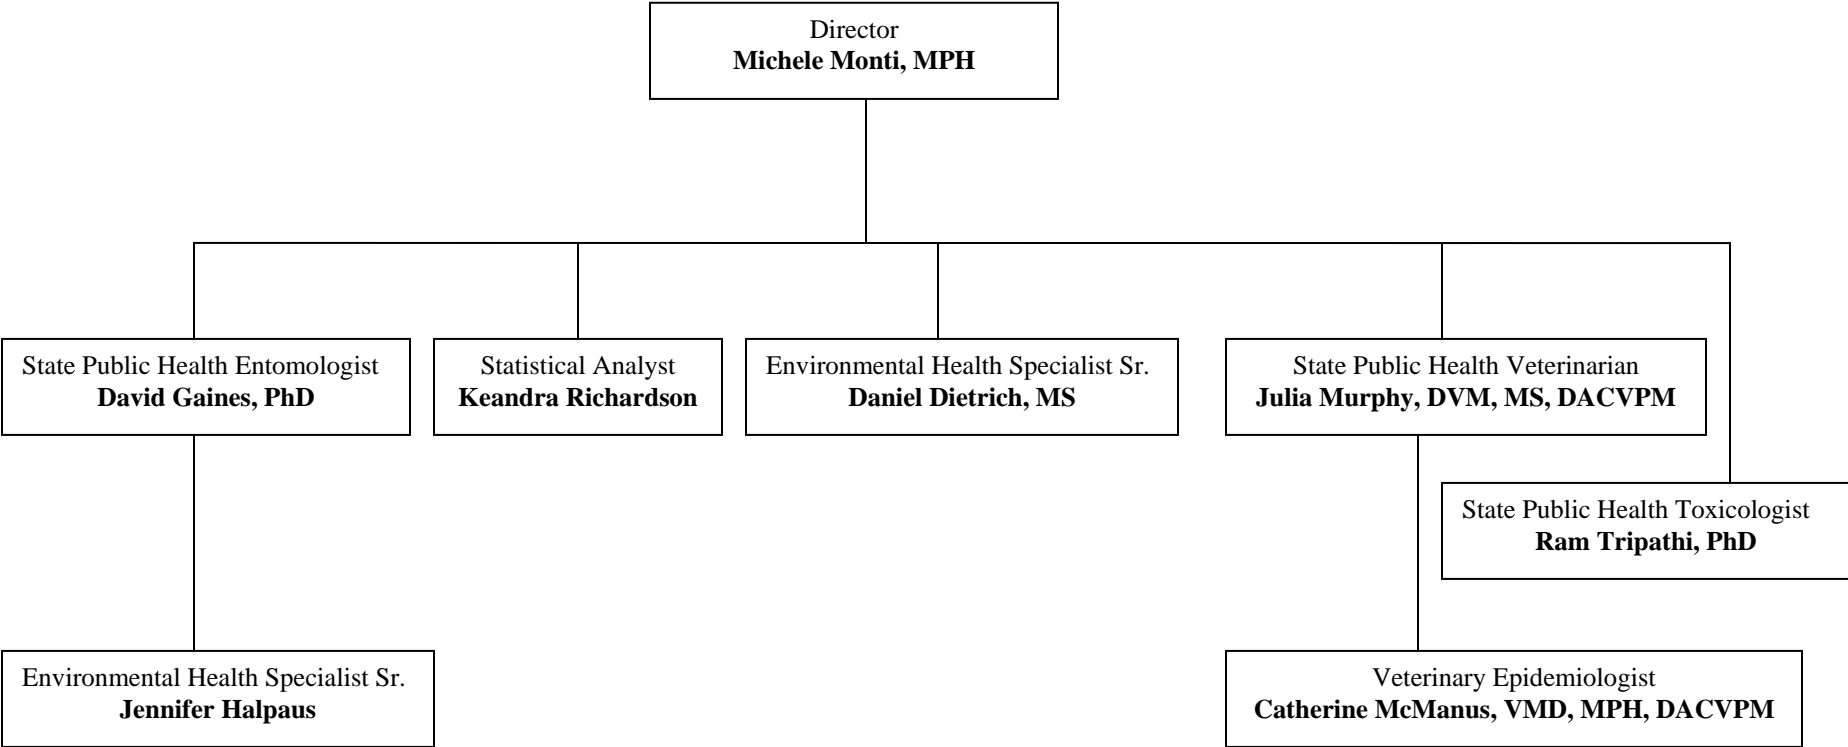 Director
Michele Monti, MPH
State Public Health Entomologist
David Gaines, PhD
Statistical Analyst
Keandra Richardson
Environmental Health Specialist Sr.
Daniel Dietrich, MS
State Public Health Veterinarian
Julia Murphy, DVM, MS, DACVPM
State Public Health Toxicologist
Ram Tripathi, PhD
Environmental Health Specialist Sr.
Jennifer Halpaus
Veterinary Epidemiologist
Catherine McManus, VMD, MPH, DACVPM